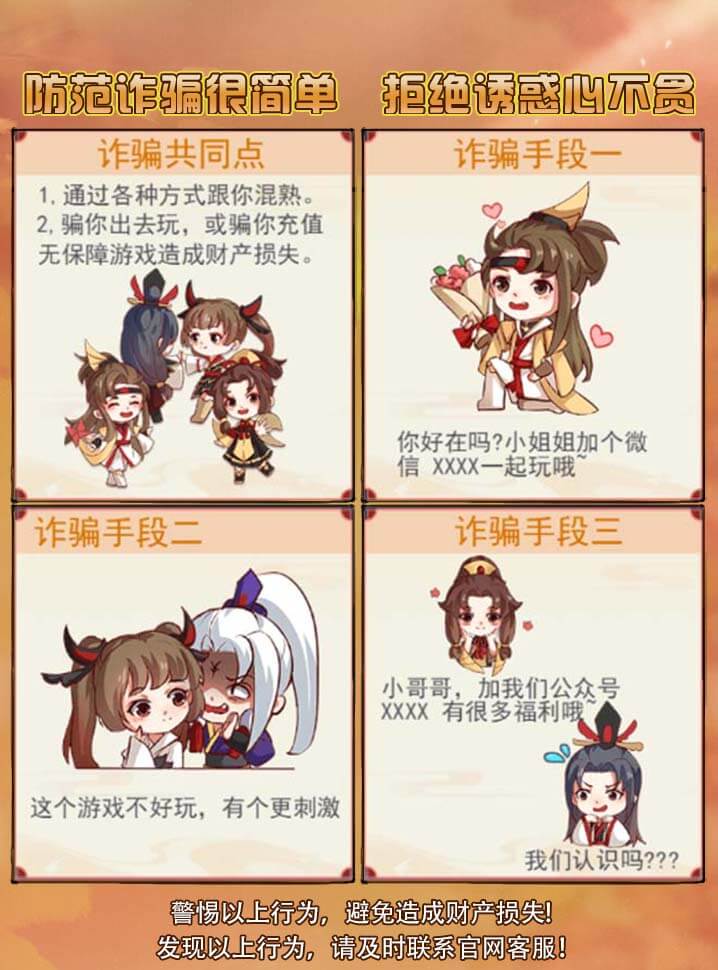 防范诈骗很简单 拒绝诱惑心不贪
诈骗共同点
1,通过各种方式跟你混熟。
2,骗你出去玩，或骗你充值
无保障游戏造成财产损失。
诈骗手段一
你好在吗?小姐姐加个微
信 XXXX一起玩哦~
诈骗手段二
这个游戏不好玩，有个更刺激
诈骗手段三
小哥哥，加我们公众号
XXXX 有很多福利哦~
我们认识吗???
警惕以上行为，避免造成财产损失!
发现以上行为，请及时联系官网客服！